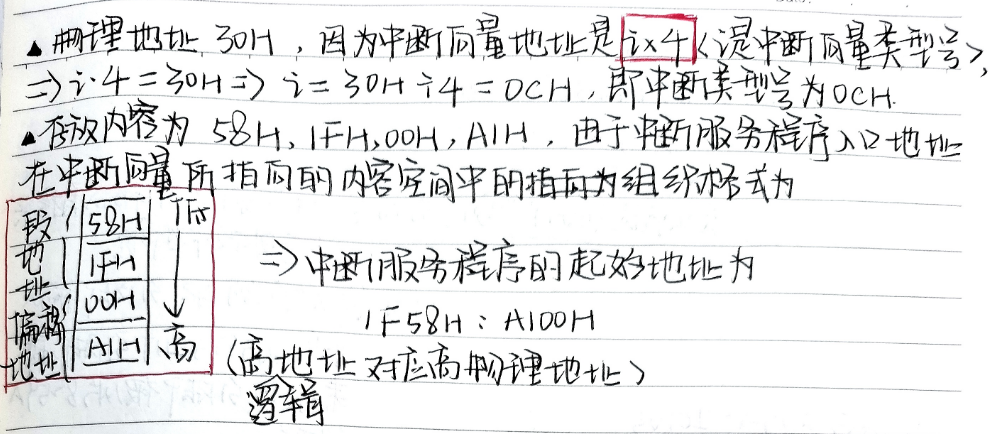 ▲物理地址 30H，因为中断向量地址是 i×4 (i是中断向量类型号),
⇒ i·4 = 30H ⇒ i = 30H ÷ 4 = 0CH，即中断类型号为0CH.
▲存放内容为 58H, 1FH, 00H, A1H，由于中断服务程序入口地址
在中断向量所指向的内容空间中的指向为组织格式为
段地址 58H 低
1FH
偏移地址 00H
A1H 高
⇒ 中断服务程序的起始地址为
1F58H : A100H
(高地址对应高物理地址)
逻辑